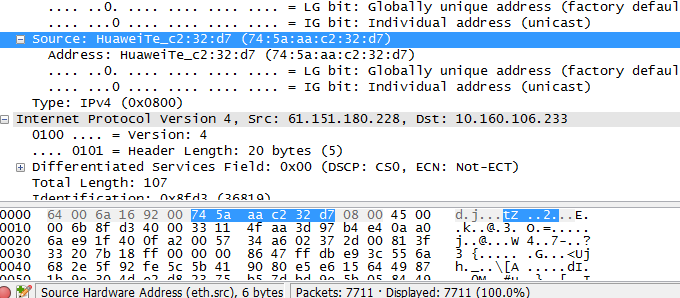 .... ..0. .... .... .... .... = LG bit: Globally unique address (factory defaul
.... ...0 .... .... .... .... = IG bit: Individual address (unicast)
Source: HuaweiTe_c2:32:d7 (74:5a:aa:c2:32:d7)
Address: HuaweiTe_c2:32:d7 (74:5a:aa:c2:32:d7)
.... ..0. .... .... .... .... = LG bit: Globally unique address (factory defaul
.... ...0 .... .... .... .... = IG bit: Individual address (unicast)
Type: IPv4 (0x0800)
Internet Protocol Version 4, Src: 61.151.180.228, Dst: 10.160.106.233
0100 .... = Version: 4
.... 0101 = Header Length: 20 bytes (5)
Differentiated Services Field: 0x00 (DSCP: CS0, ECN: Not-ECT)
Total Length: 107
Identification: 0x8fd3 (36819)
0000 64 00 6a 16 92 00 74 5a aa c2 32 d7 08 00 45 00 d.j...tZ ..2...E.
0010 00 6b 8f d3 40 00 33 11 4f aa 3d 97 b4 e4 0a a0 .k..@.3. O.=.....
0020 6a e9 1f 40 0f a2 00 57 34 a6 02 37 2d 00 81 3f j..@...W 4..7-..?
0030 33 20 7b 18 ff 00 00 00 86 47 ff db e9 3c 55 6a 3 {..... .G...<Uj
0040 68 2e 5f 92 fe 5c 5b 41 90 80 e5 e6 15 64 49 87 h._..\[A .....dI.
Source Hardware Address (eth.src), 6 bytes Packets: 7711 · Displayed: 7711 (100.0%)